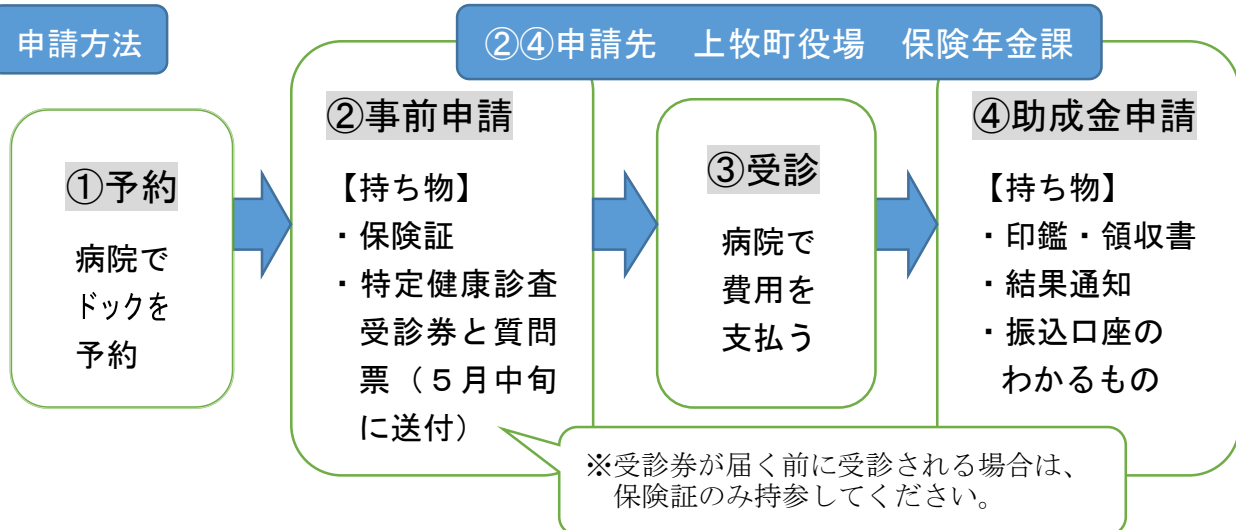 申請方法
②④申請先　上牧町役場　保険年金課
①予約
病院で
ドックを
予約
②事前申請
【持ち物】
・保険証
・特定健康診査
受診券と質問
票（５月中旬
に送付）
③受診
病院で
費用を
支払う
④助成金申請
【持ち物】
・印鑑・領収書
・結果通知
・振込口座の
わかるもの
※受診券が届く前に受診される場合は、
保険証のみ持参してください。